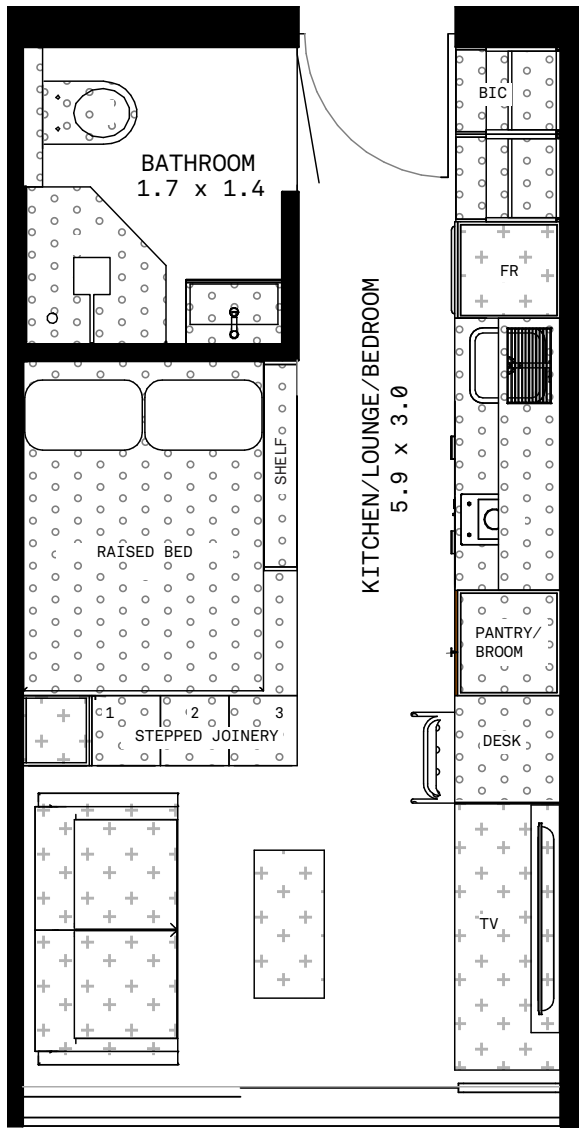 BIC
BATHROOM
1.7 x 1.4
FR
KITCHEN/LOUNGE/BEDROOM
5.9 x 3.0
SHELF
RAISED BED
PANTRY/
BROOM
1 2 3
STEPPED JOINERY
DESK
TV